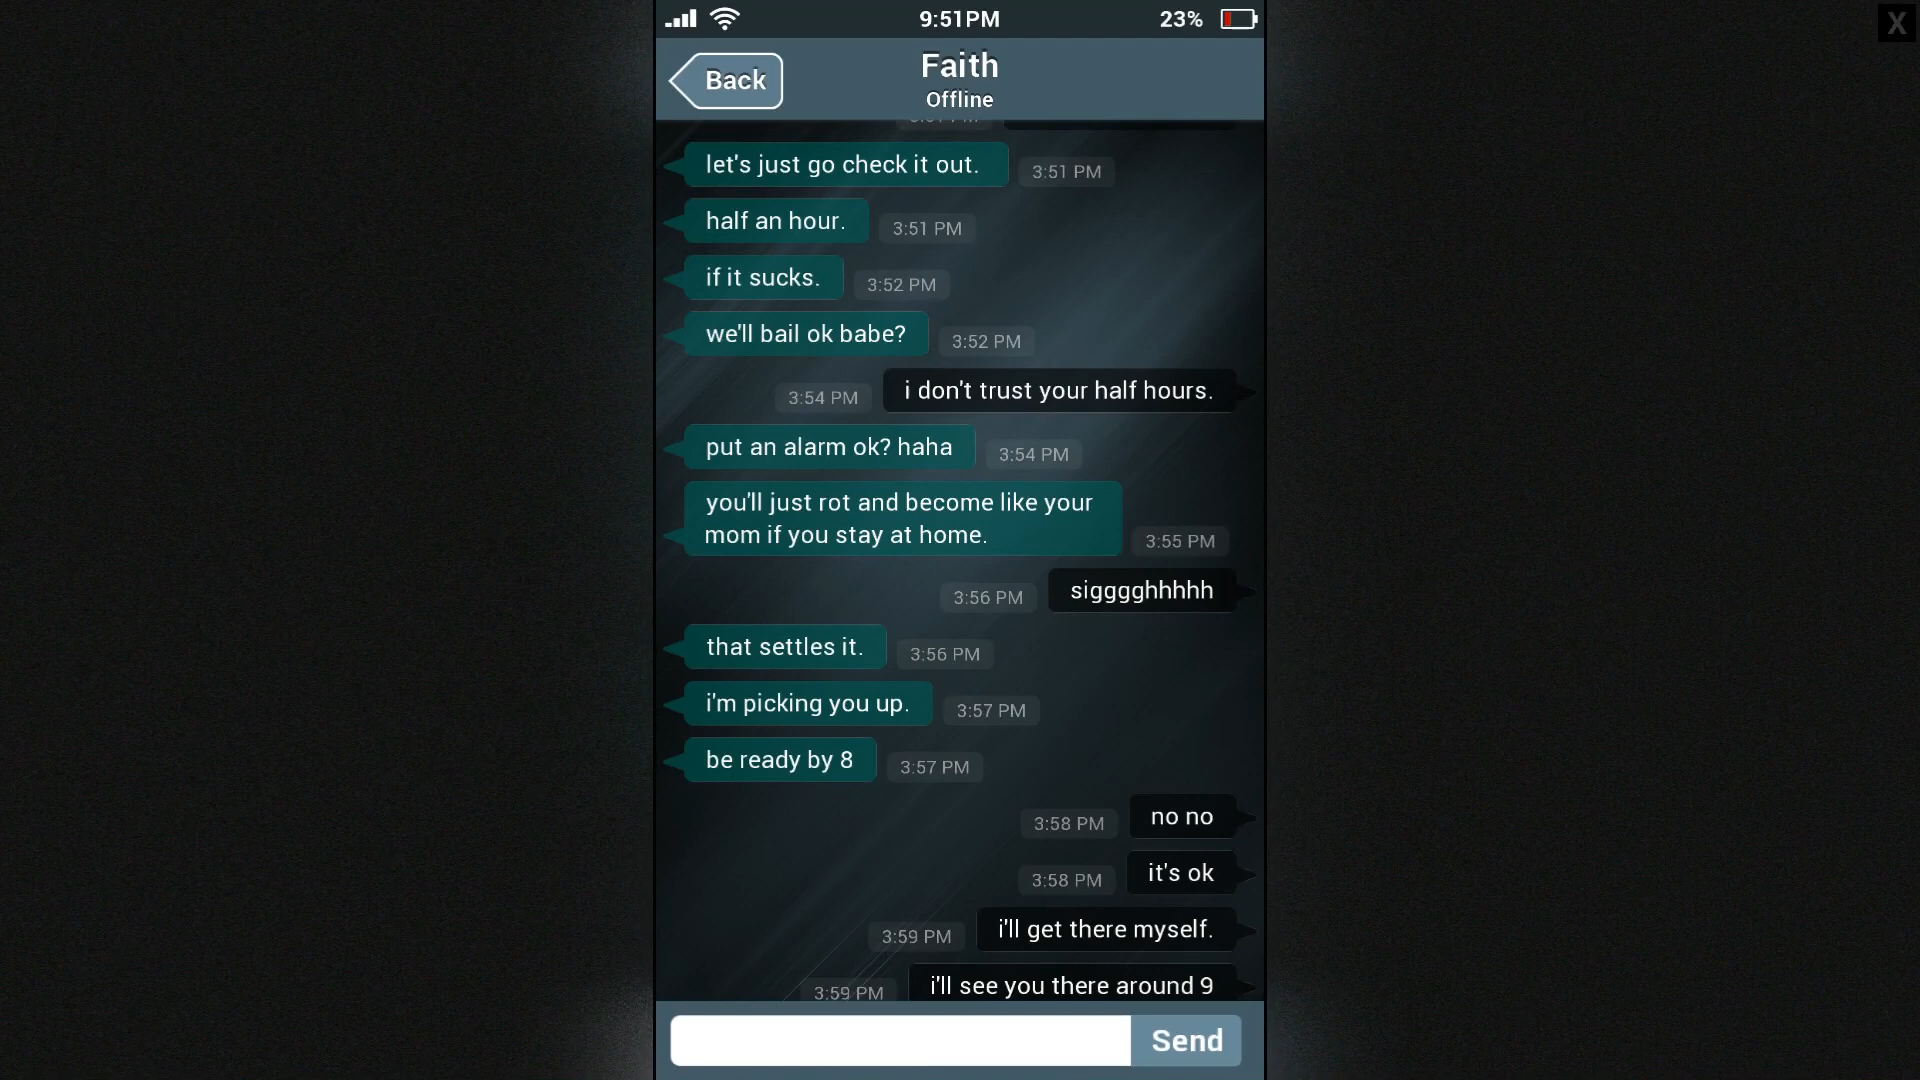 9:51PM
23%
X
Back
Faith
Offline
let's just go check it out.
3:51 PM
half an hour.
3:51 PM
if it sucks.
3:52 PM
we'll bail ok babe?
3:52 PM
3:54 PM
i don't trust your half hours.
put an alarm ok? haha
3:54 PM
you'll just rot and become like your
mom if you stay at home.
3:55 PM
3:56 PM
sigggghhhhh
that settles it.
3:56 PM
i'm picking you up.
3:57 PM
be ready by 8
3:57 PM
3:58 PM
no no
3:58 PM
it's ok
3:59 PM
i'll get there myself.
3:59 PM
i'll see you there around 9
Send